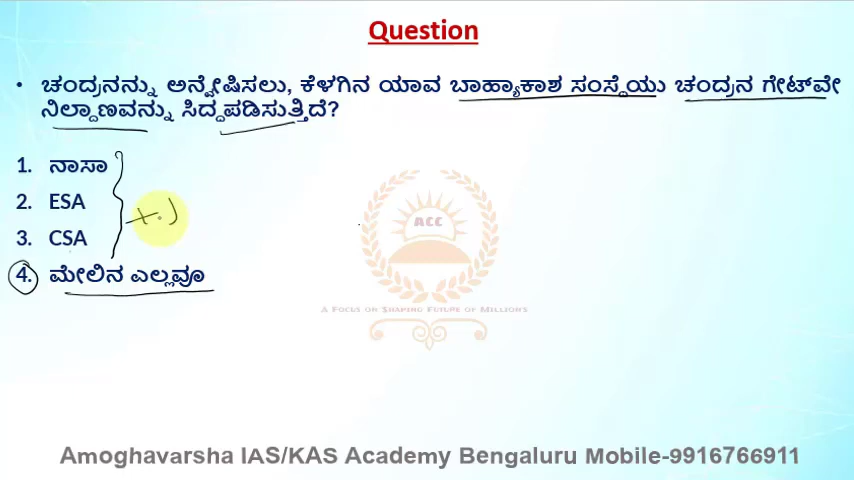 Question
• ಚಂದ್ರನನ್ನು ಅನ್ವೇಷಿಸಲು, ಕೆಳಗಿನ ಯಾವ ಬಾಹ್ಯಾಕಾಶ ಸಂಸ್ಥೆಯು ಚಂದ್ರನ ಗೇಟ್‌ವೇ
ನಿಲ್ದಾಣವನ್ನು ಸಿದ್ಧಪಡಿಸುತ್ತಿದೆ?
1. ನಾಸಾ
2. ESA
3. CSA
4. ಮೇಲಿನ ಎಲ್ಲವೂ
ACC
A Focus on Shaping Future of Millions
Amoghavarsha IAS/KAS Academy Bengaluru Mobile-9916766911